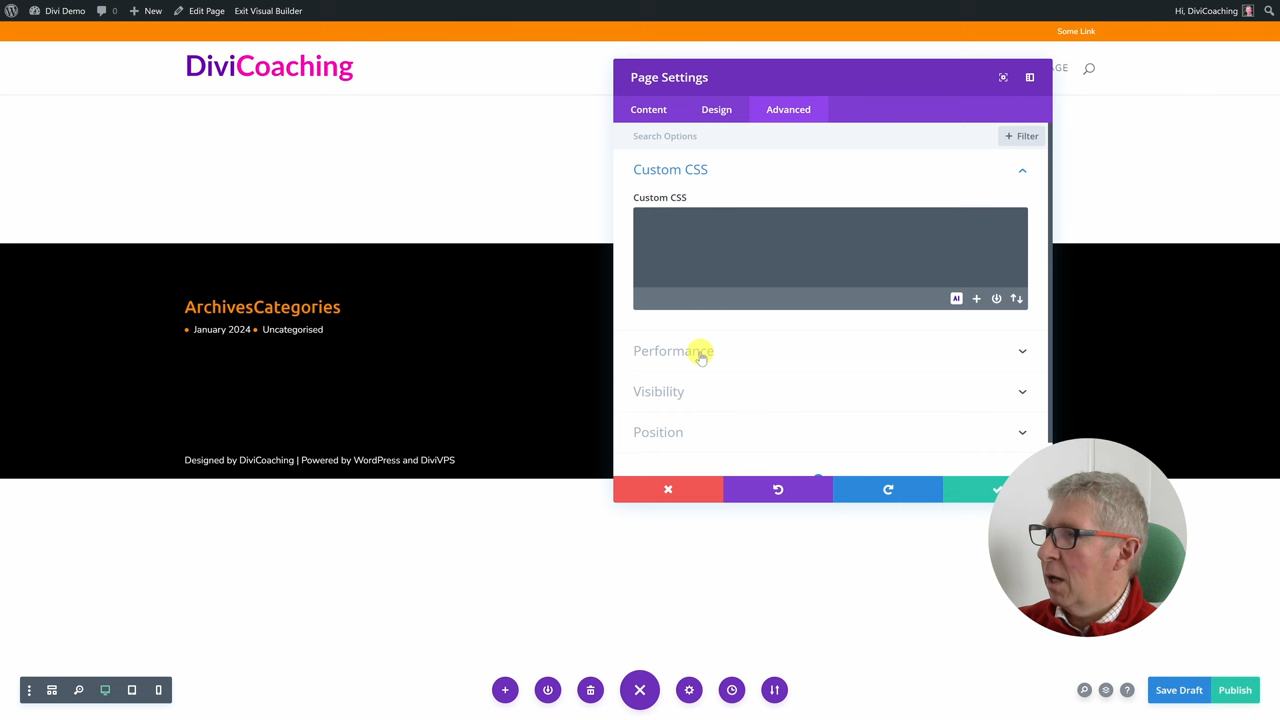 Divi Demo 0 New Edit Page Exit Visual Builder Hi, DiviCoaching
Some Link
DiviCoaching
AGE
Page Settings
Content Design Advanced
Search Options + Filter
Custom CSS
Custom CSS
AI
Performance
Visibility
Position
ArchivesCategories
January 2024 Uncategorised
Designed by DiviCoaching | Powered by WordPress and DiviVPS
Save Draft Publish